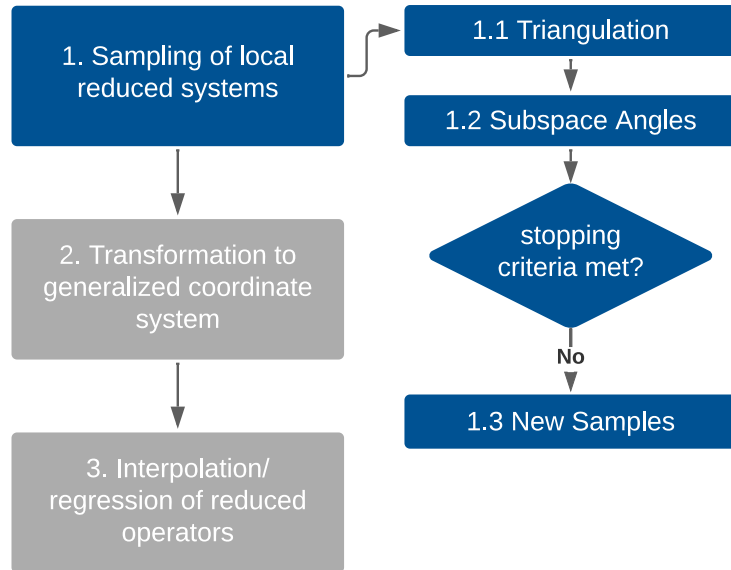 1. Sampling of local
reduced systems
2. Transformation to
generalized coordinate
system
3. Interpolation/
regression of reduced
operators
1.1 Triangulation
1.2 Subspace Angles
stopping
criteria met?
No
1.3 New Samples